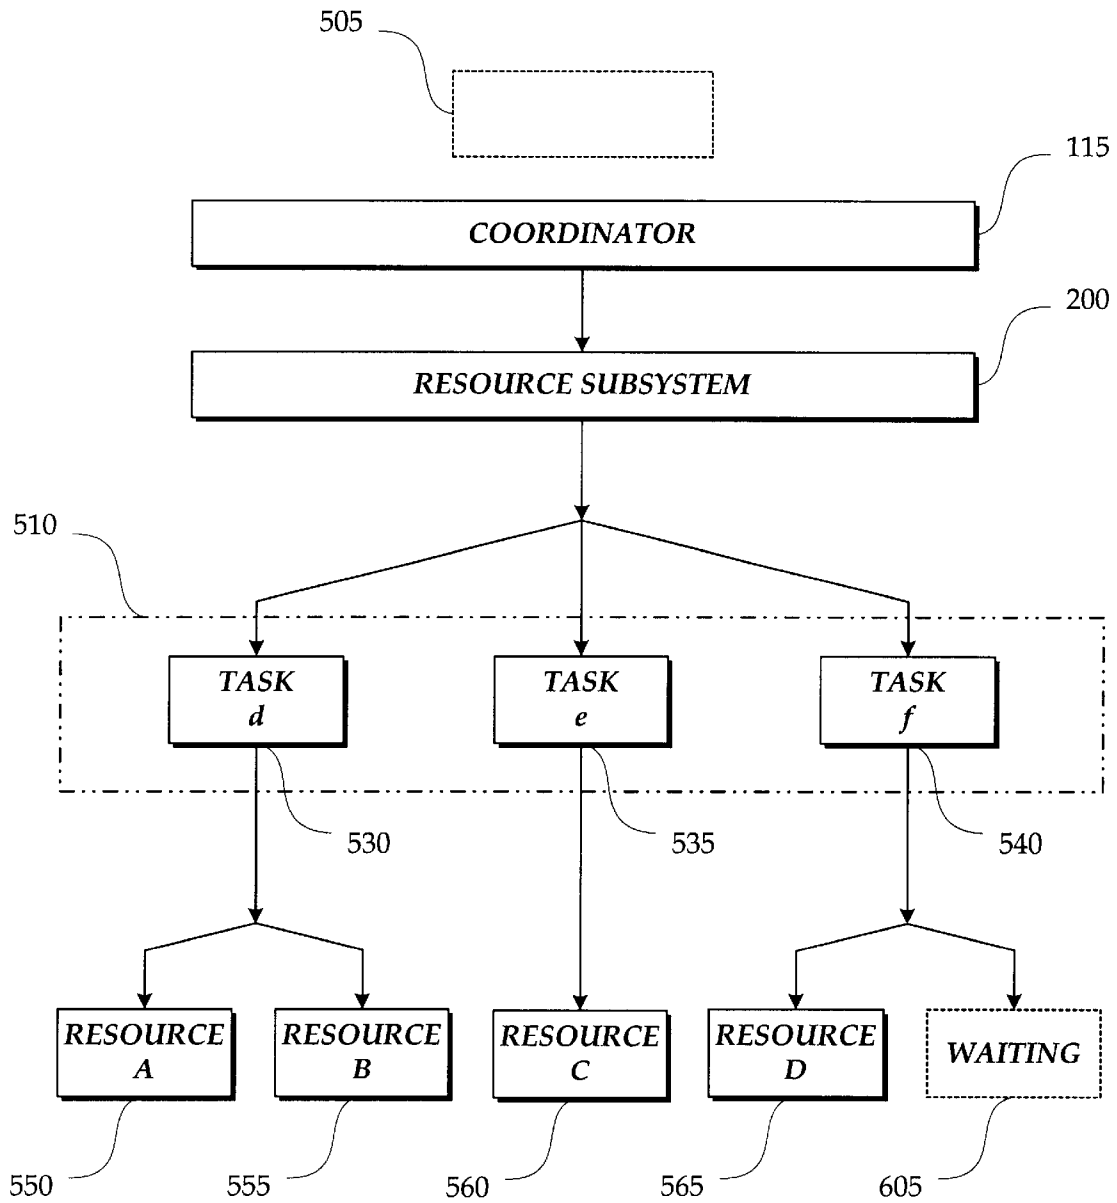 505
115
COORDINATOR
200
RESOURCE SUBSYSTEM
510
TASK
d
TASK
e
TASK
f
530
535
540
RESOURCE
A
RESOURCE
B
RESOURCE
C
RESOURCE
D
WAITING
550
555
560
565
605